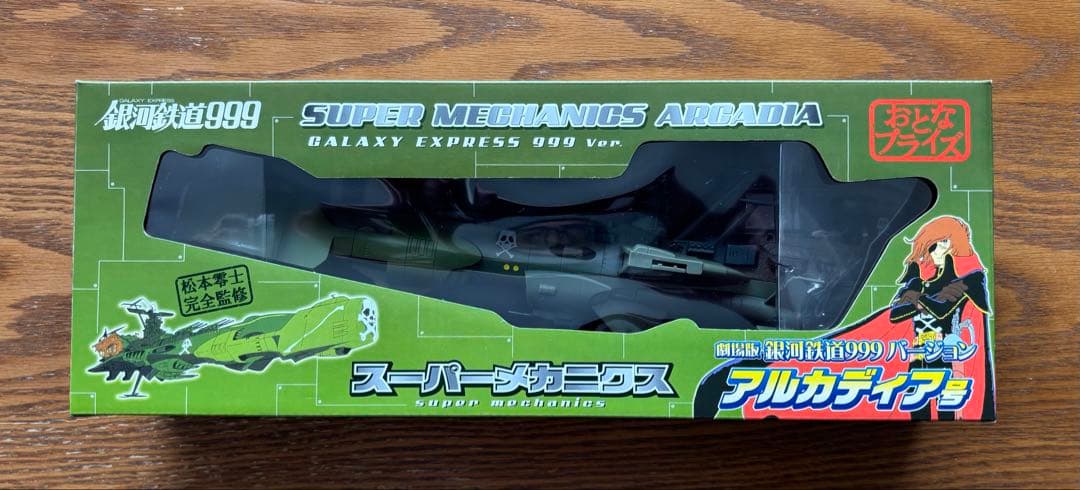 GALAXY EXPRESS
銀河鉄道999
SUPER MECHANICS ARCADIA
GALAXY EXPRESS 999 Ver.
おとな
プライズ
松本零士
完全監修
スーパーメカニクス
super mechanics
劇場版 銀河鉄道999 バージョン
アルカディア号